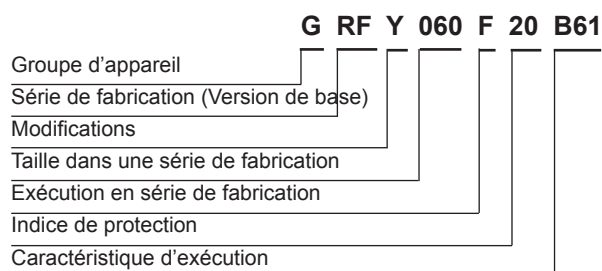 G RF Y 060 F 20 B61
Groupe d'appareil
Série de fabrication (Version de base)
Modifications
Taille dans une série de fabrication
Exécution en série de fabrication
Indice de protection
Caractéristique d'exécution